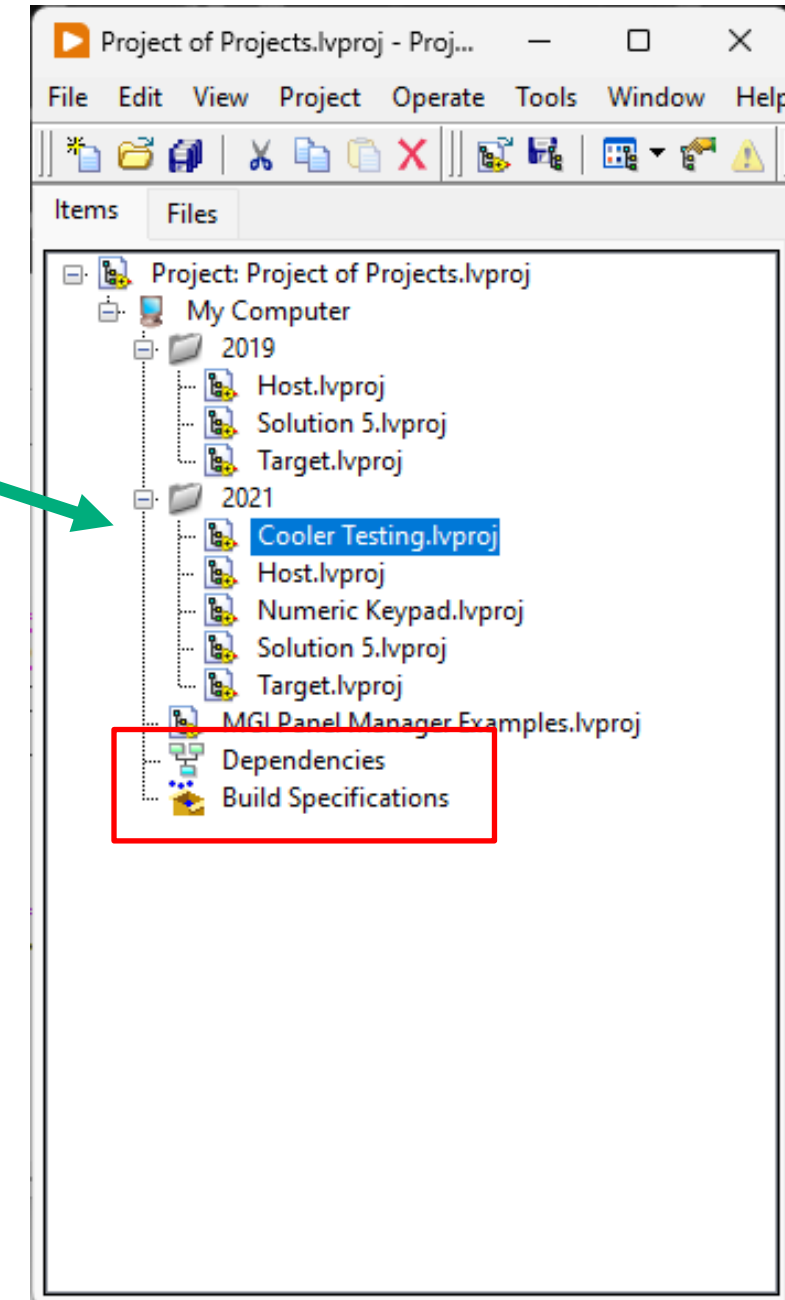 Project of Projects.lvproj - Proj...
File Edit View Project Operate Tools Window Help
Items Files
Project: Project of Projects.lvproj
My Computer
2019
Host.lvproj
Solution 5.lvproj
Target.lvproj
2021
Cooler Testing.lvproj
Host.lvproj
Numeric Keypad.lvproj
Solution 5.lvproj
Target.lvproj
MGI Panel Manager Examples.lvproj
Dependencies
Build Specifications